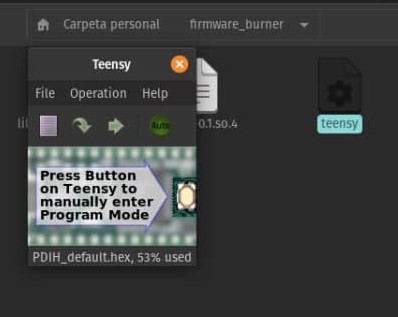 Carpeta personal firmware_burner
Teensy
File Operation Help
Auto
0.1.so.4
teensy
Press Button
on Teensy to
manually enter
Program Mode
PDIH_default.hex, 53% used